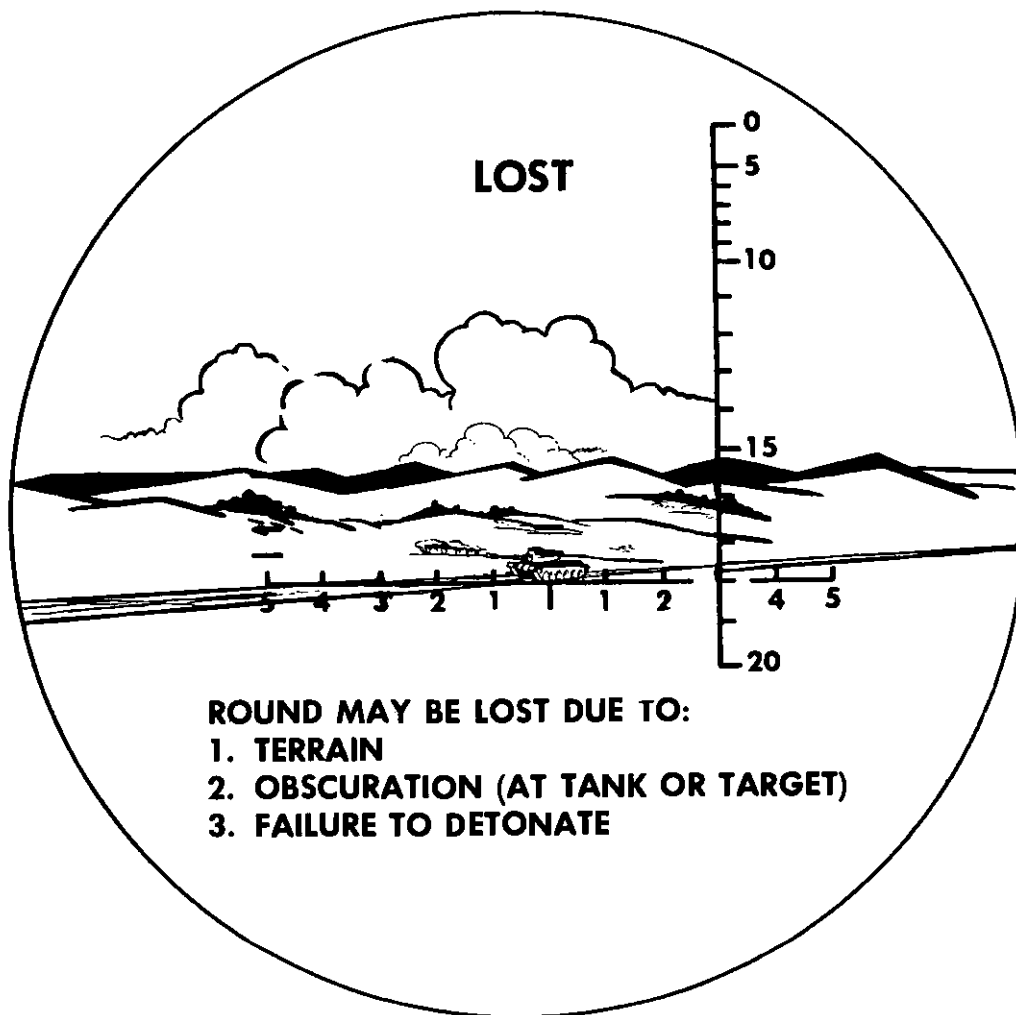 LOST
0
5
10
15
5 4 3 2 1 1 2 4 5
20
ROUND MAY BE LOST DUE TO:
1. TERRAIN
2. OBSCURATION (AT TANK OR TARGET)
3. FAILURE TO DETONATE